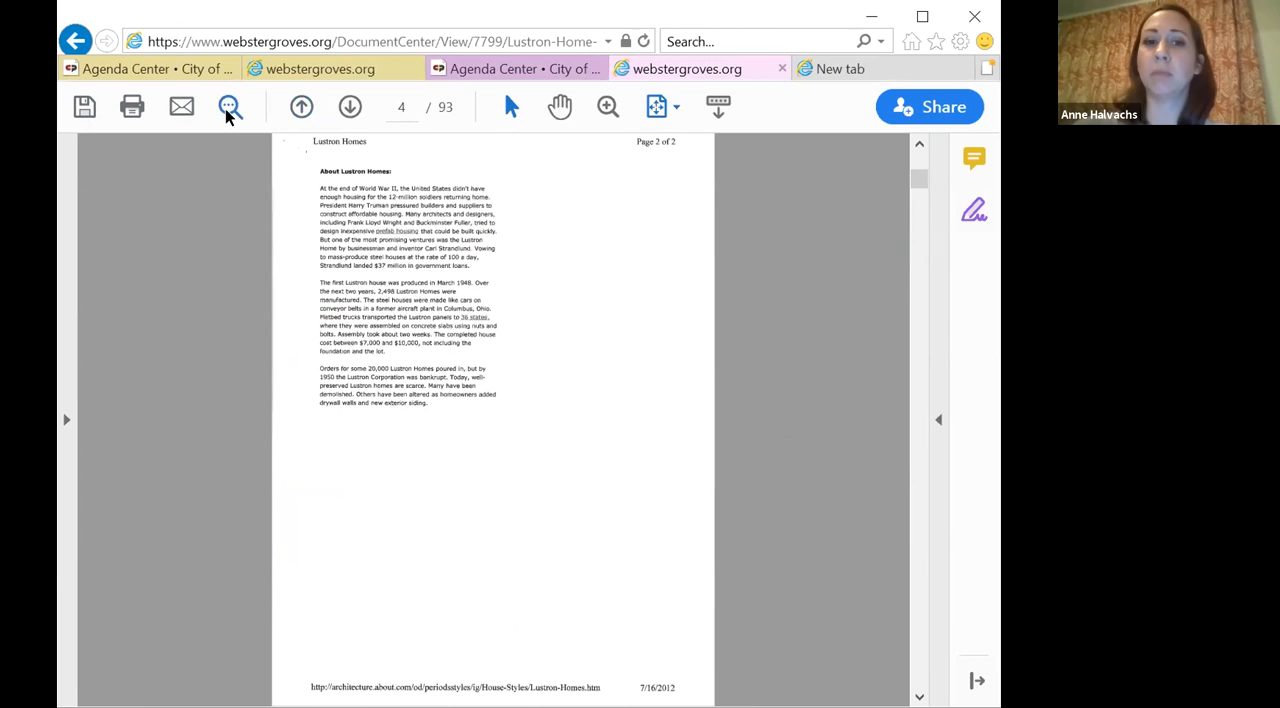 https://www.webstergroves.org/DocumentCenter/View/7799/Lustron-Home-
Search...
Agenda Center • City of ...
webstergroves.org
Agenda Center • City of ...
webstergroves.org
New tab
4 / 93
Share
Anne Halvachs
Lustron Homes
Page 2 of 2
About Lustron Homes:
At the end of World War II, the United States didn't have
enough housing for the 12-million soldiers returning home.
President Harry Truman pressured builders and suppliers to
construct affordable housing. Many architects and designers,
including Frank Lloyd Wright and Buckminster Fuller, tried to
design inexpensive prefab housing that could be built quickly.
But one of the most promising ventures was the Lustron
Home by businessman and inventor Carl Strandlund. Vowing
to mass-produce steel houses at the rate of 100 a day,
Strandlund landed $37 million in government loans.
The first Lustron house was produced in March 1948. Over
the next two years, 2,498 Lustron Homes were
manufactured. The steel houses were made like cars on
conveyor belts in a former aircraft plant in Columbus, Ohio.
Flatbed trucks transported the Lustron panels to 36 states,
where they were assembled on concrete slabs using nuts and
bolts. Assembly took about two weeks. The completed house
cost between $7,000 and $10,000, not including the
foundation and the lot.
Orders for some 20,000 Lustron Homes poured in, but by
1950 the Lustron Corporation was bankrupt. Today, well-
preserved Lustron homes are scarce. Many have been
demolished. Others have been altered as homeowners added
drywall walls and new exterior siding.
http://architecture.about.com/od/periodsstyles/ig/House-Styles/Lustron-Homes.htm
7/16/2012